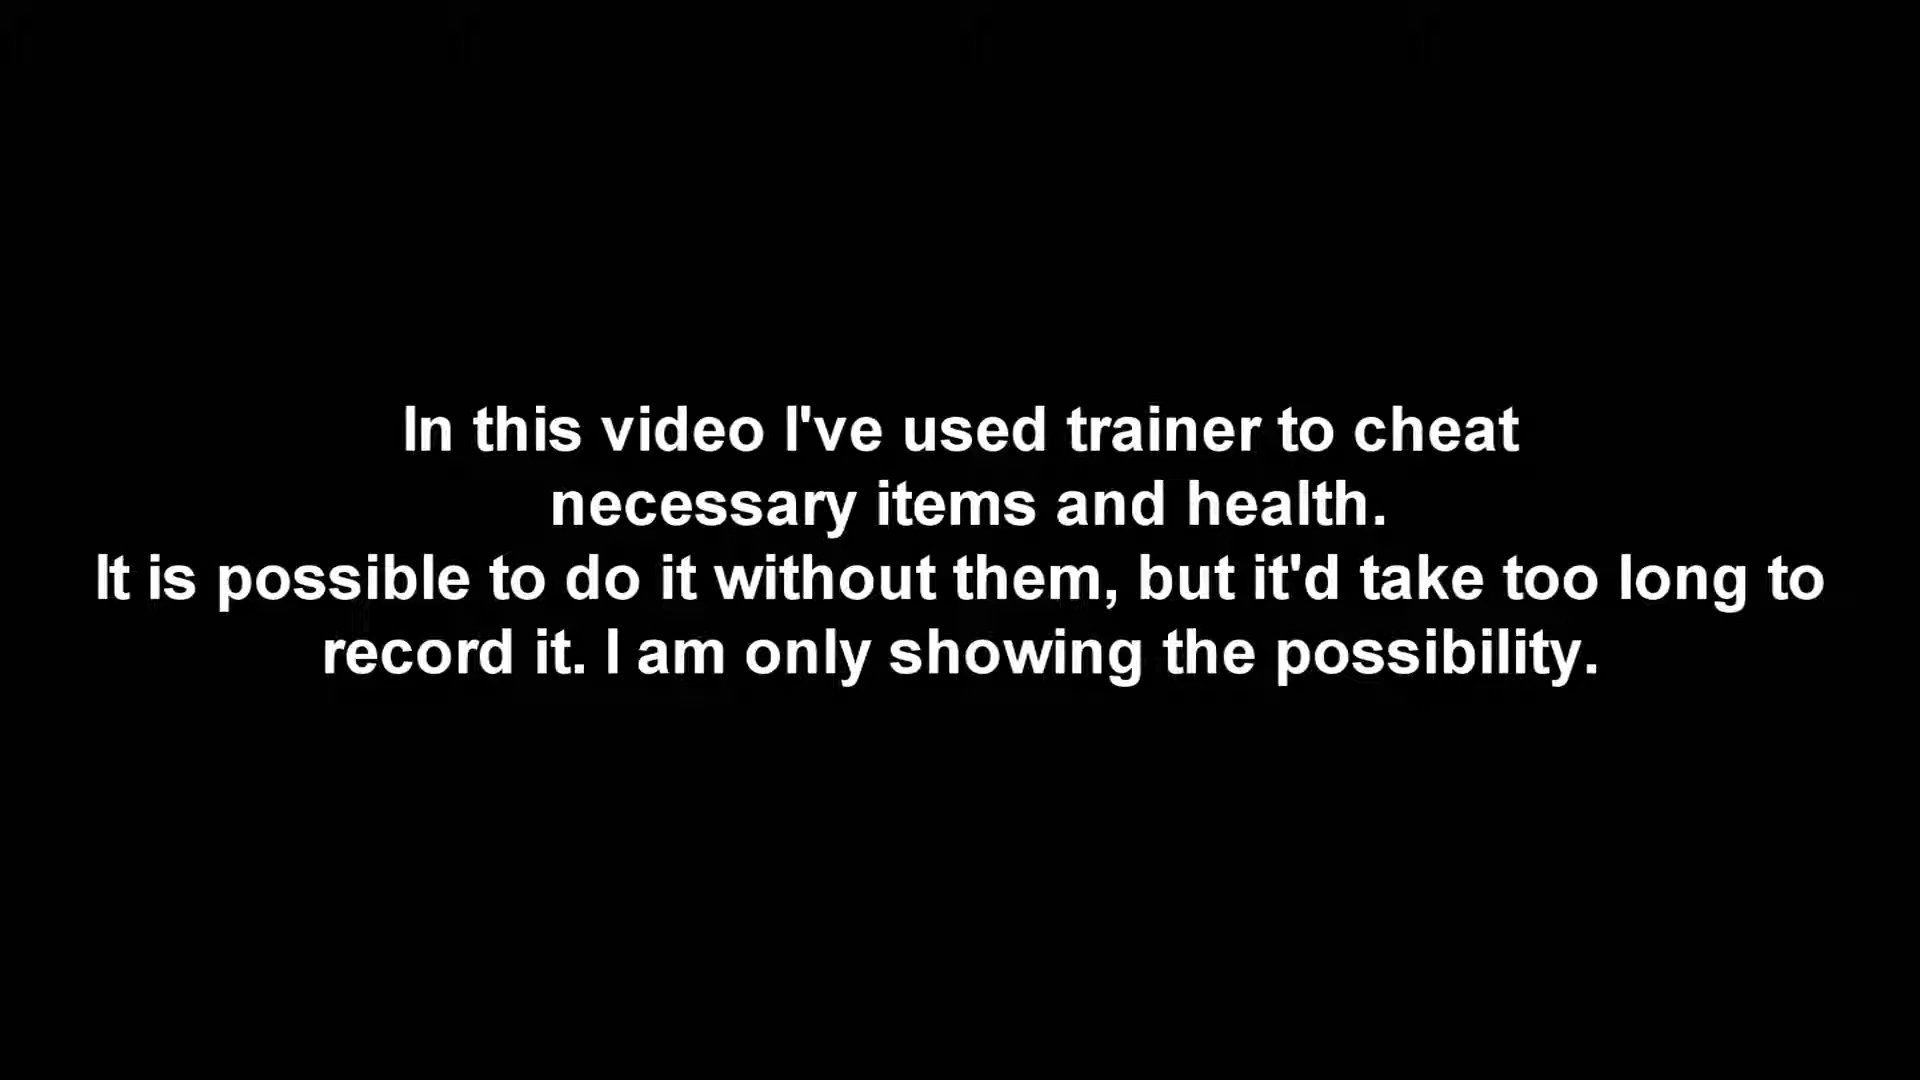 In this video I've used trainer to cheat
necessary items and health.
It is possible to do it without them, but it'd take too long to
record it. I am only showing the possibility.